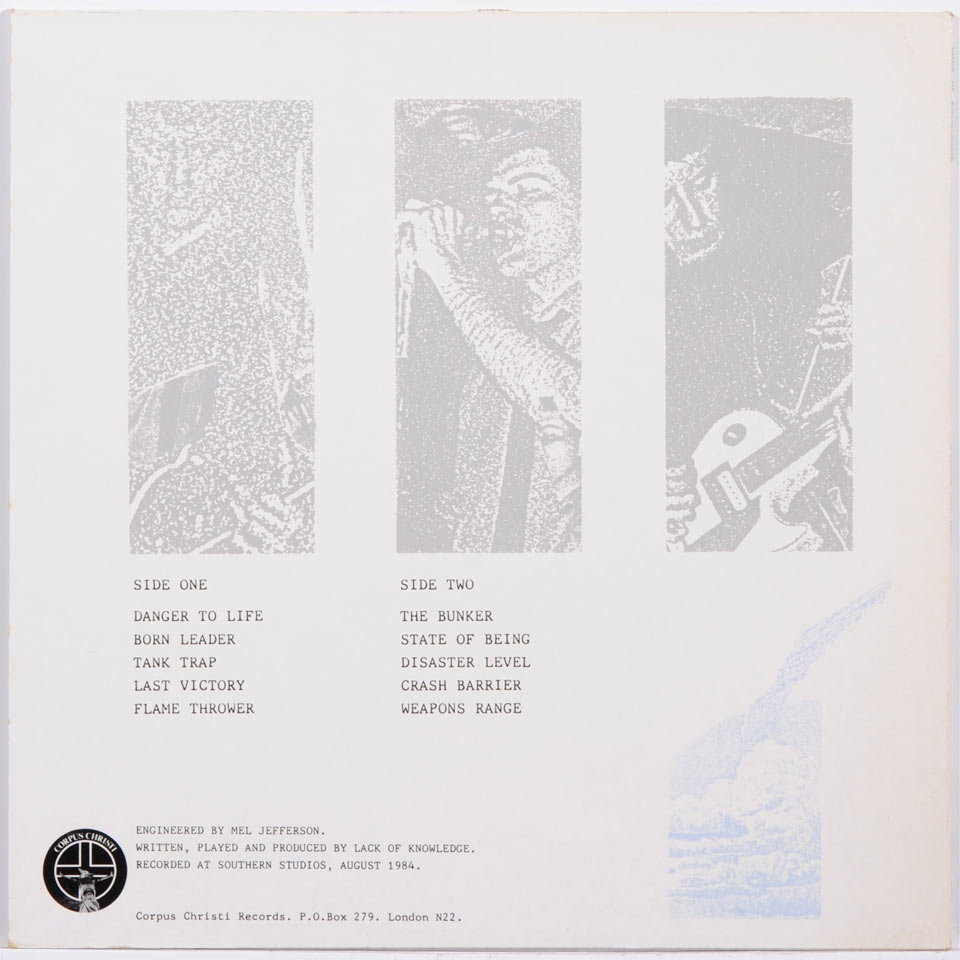 SIDE ONE
DANGER TO LIFE
BORN LEADER
TANK TRAP
LAST VICTORY
FLAME THROWER
SIDE TWO
THE BUNKER
STATE OF BEING
DISASTER LEVEL
CRASH BARRIER
WEAPONS RANGE
CORPUS CHRISTI
ENGINEERED BY MEL JEFFERSON.
WRITTEN, PLAYED AND PRODUCED BY LACK OF KNOWLEDGE.
RECORDED AT SOUTHERN STUDIOS, AUGUST 1984.
Corpus Christi Records. P.O.Box 279. London N22.